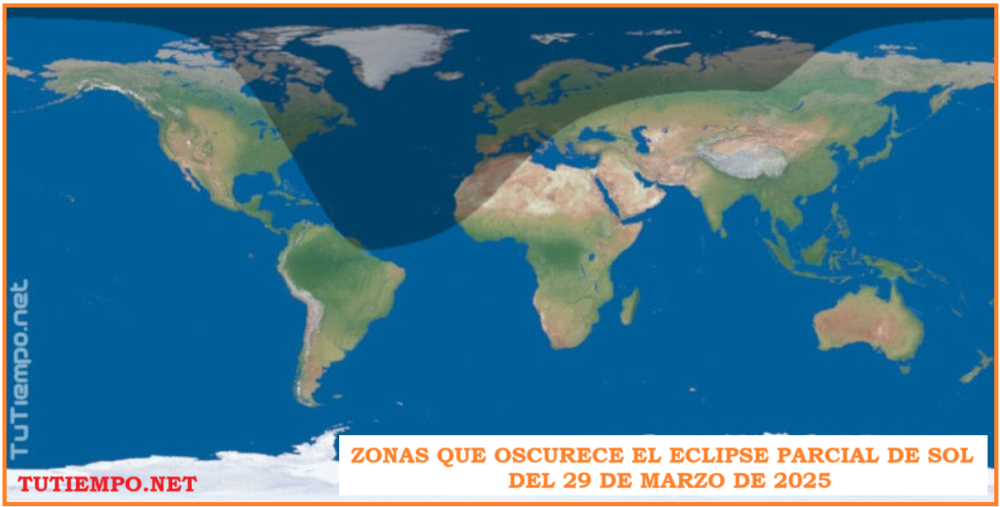 TuTiempo.net
ZONAS QUE OSCURECE EL ECLIPSE PARCIAL DE SOL
DEL 29 DE MARZO DE 2025
TUTIEMPO.NET